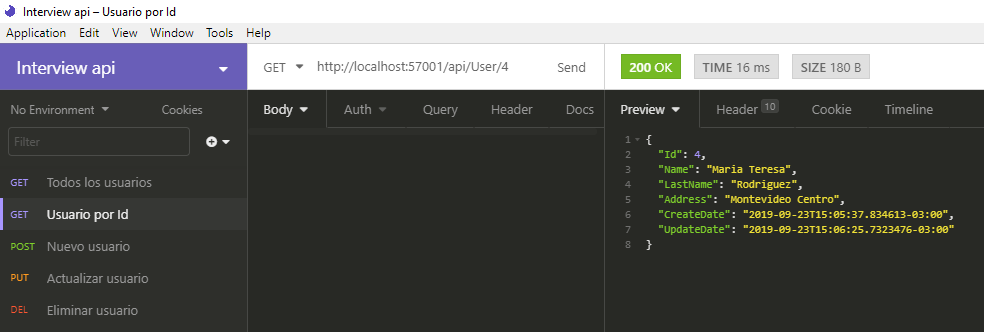 Interview api – Usuario por Id
Application Edit View Window Tools Help
Interview api
GET http://localhost:57001/api/User/4 Send
200 OK TIME 16 ms SIZE 180 B
No Environment Cookies
Body Auth Query Header Docs
Preview Header 10 Cookie Timeline
Filter
GET Todos los usuarios
GET Usuario por Id
POST Nuevo usuario
PUT Actualizar usuario
DEL Eliminar usuario
1 {
2 "Id": 4,
3 "Name": "Maria Teresa",
4 "LastName": "Rodriguez",
5 "Address": "Montevideo Centro",
6 "CreateDate": "2019-09-23T15:05:37.834613-03:00",
7 "UpdateDate": "2019-09-23T15:06:25.7323476-03:00"
8 }